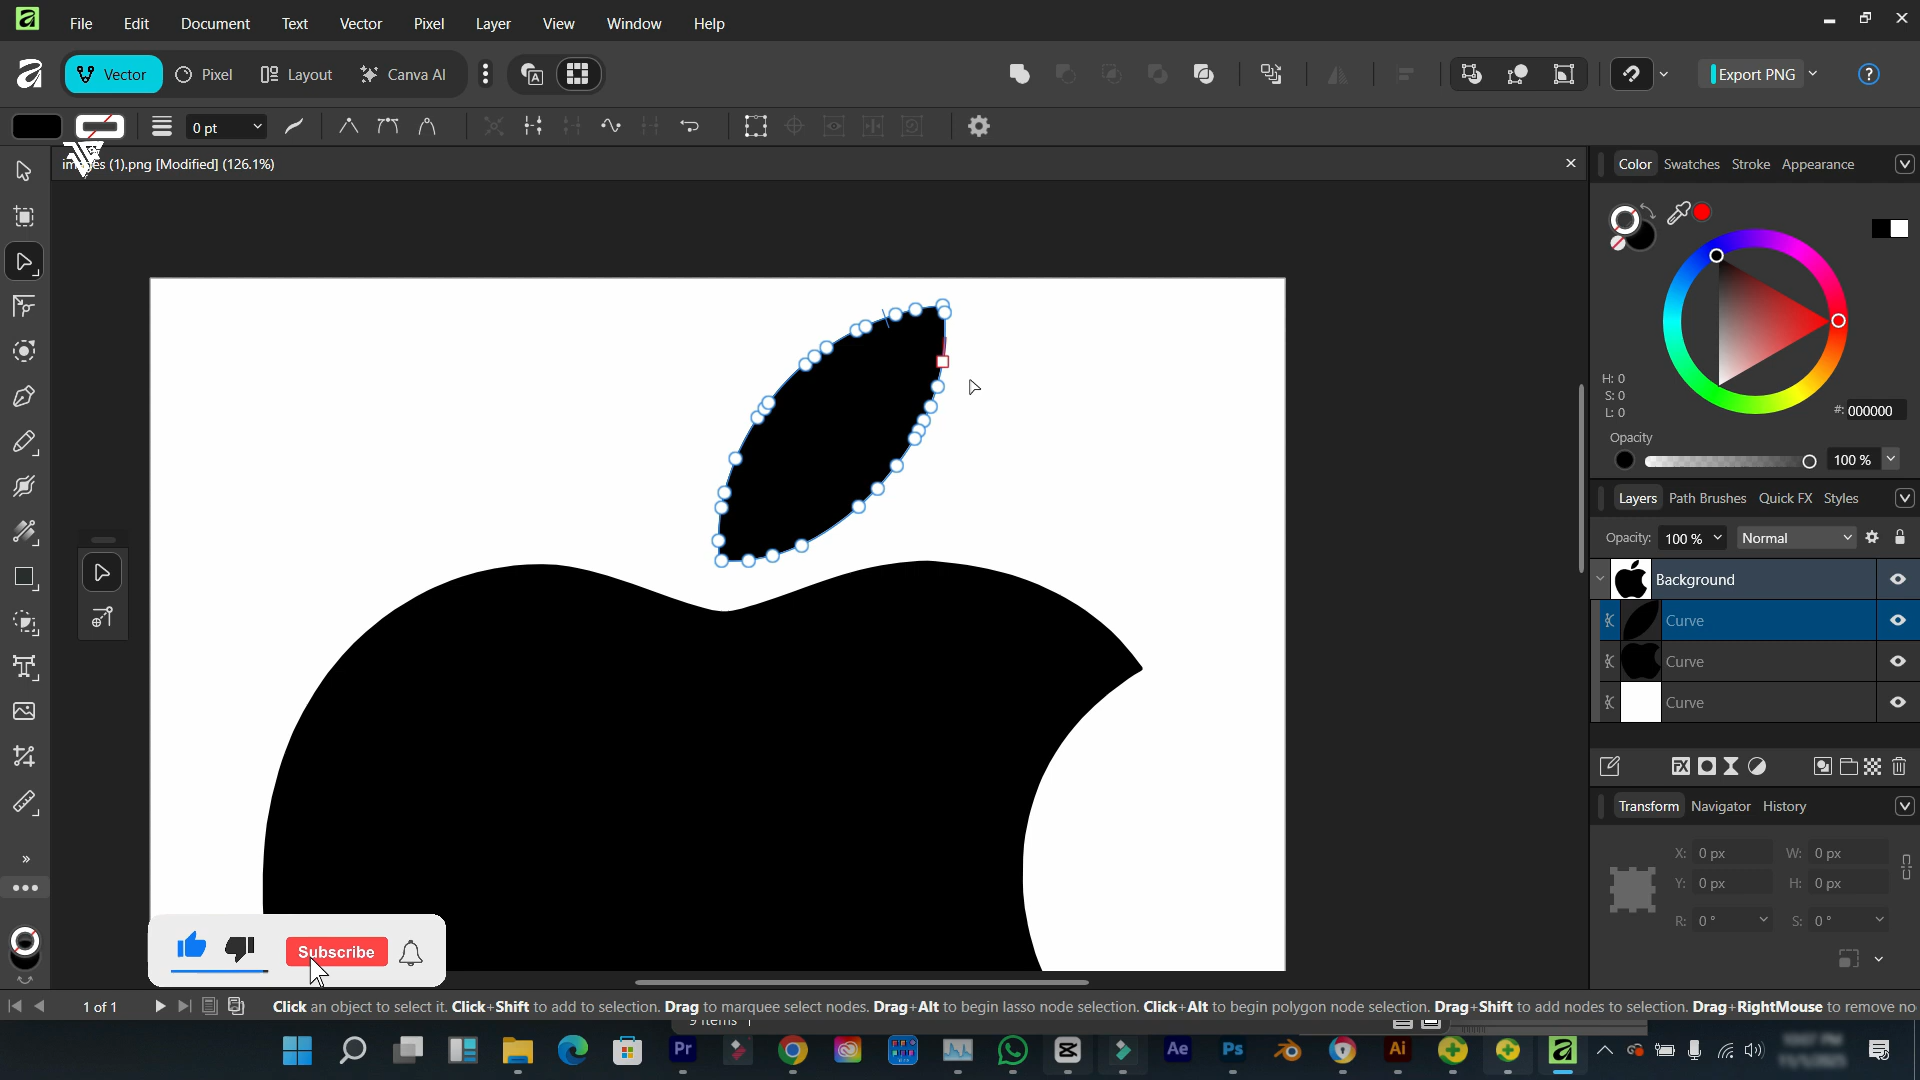 File Edit Document Text Vector Pixel Layer View Window Help
Vector Pixel Layout Canva AI Export PNG
0 pt
(1).png [Modified] (126.1%)
Color Swatches Stroke Appearance
H: 0
S: 0
L: 0
#: 000000
Opacity
100 %
Layers Path Brushes Quick FX Styles
Opacity: 100 % Normal
Background
Curve
Curve
Curve
Transform Navigator History
X: 0 px W: 0 px
Y: 0 px H: 0 px
R: 0 ° S: 0 °
Subscribe
1 of 1 Click an object to select it. Click+Shift to add to selection. Drag to marquee select nodes. Drag+Alt to begin lasso node selection. Click+Alt to begin polygon node selection. Drag+Shift to add nodes to selection. Drag+RightMouse to remove no
9 items
Pr Ae Ps Ai